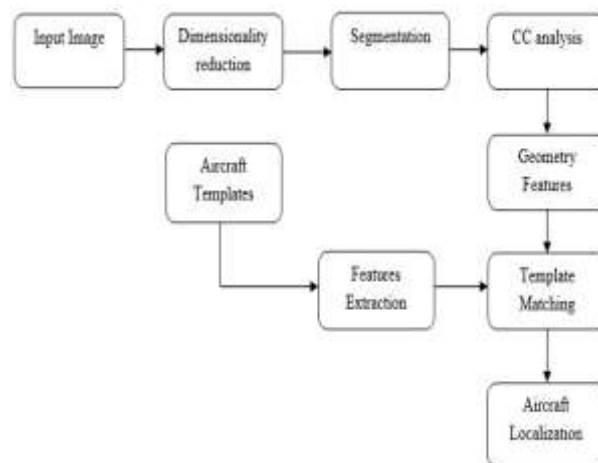 Input Image
Dimensionality
reduction
Segmentation
CC analysis
Geometry
Features
Aircraft
Templates
Features
Extraction
Template
Matching
Aircraft
Localization